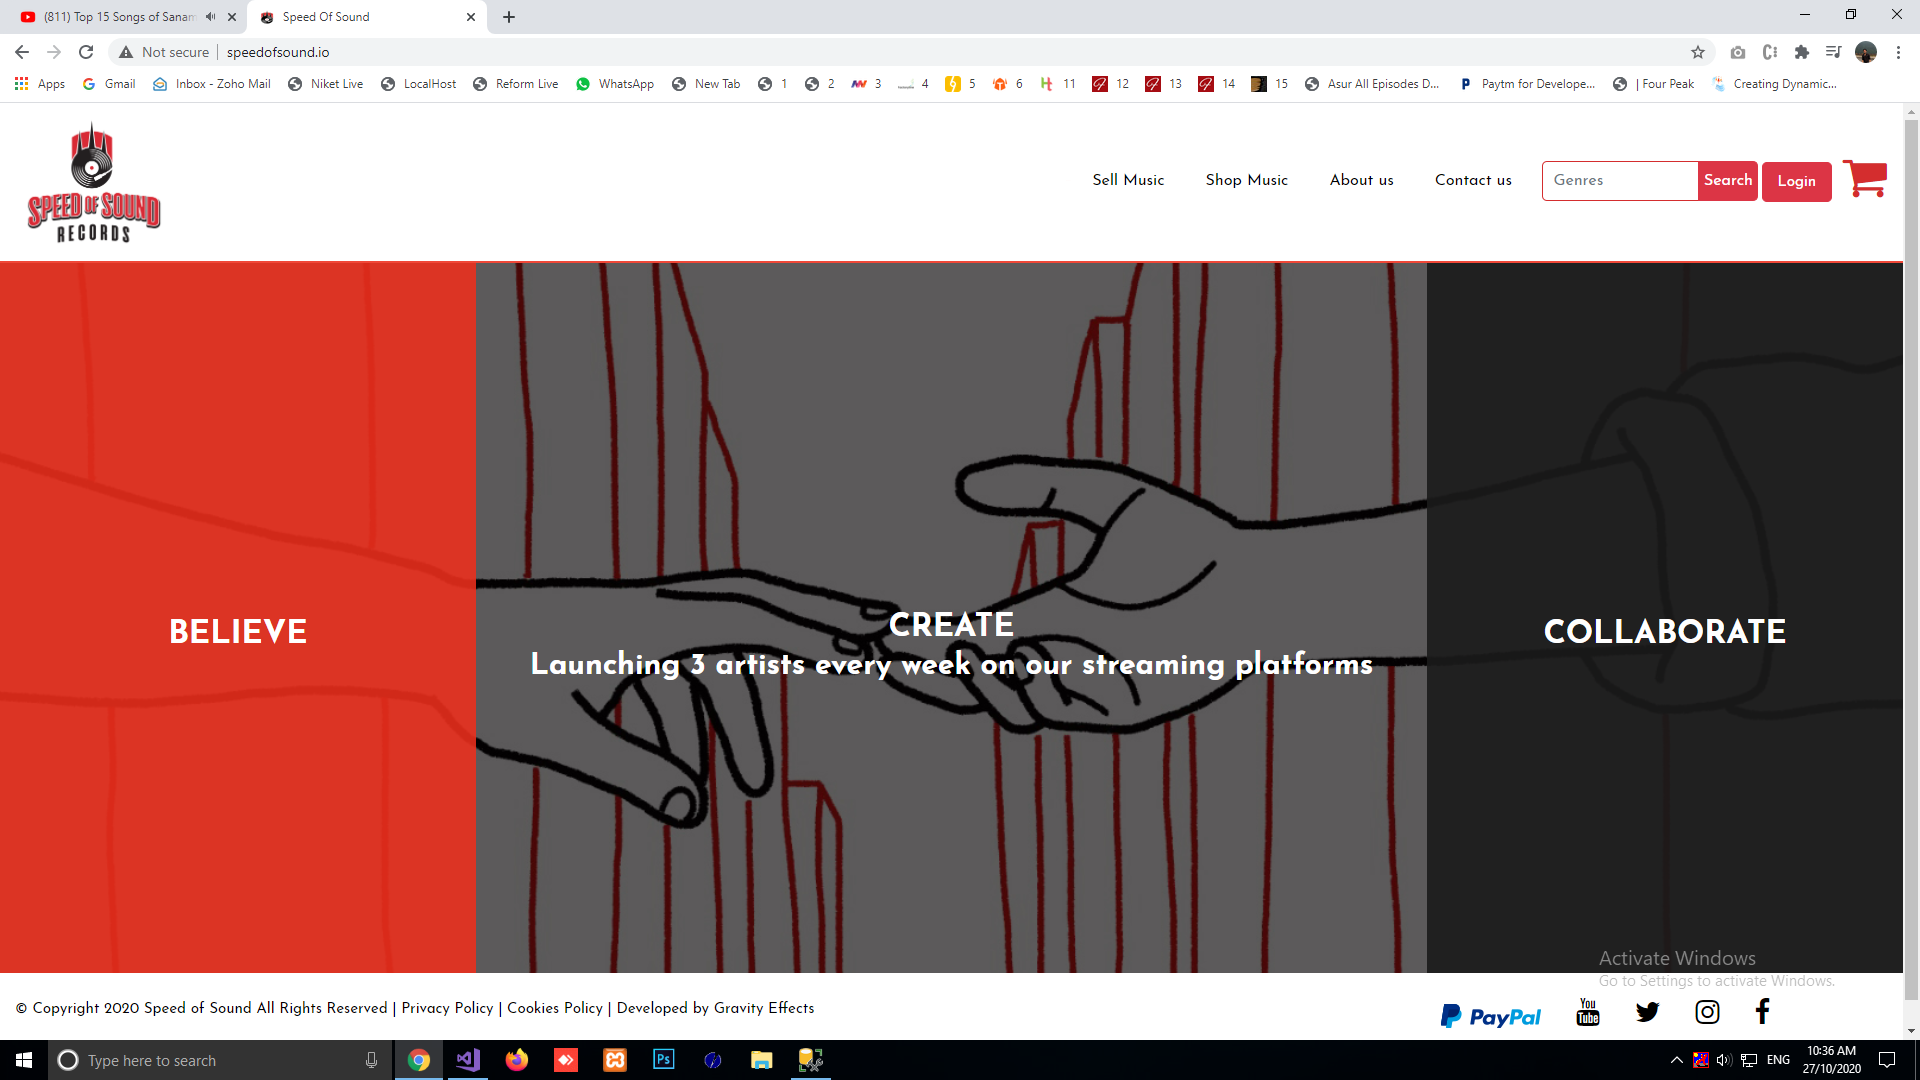 (811) Top 15 Songs of Sanam
Speed Of Sound
Not secure
speedofsound.io
Apps
Gmail
Inbox - Zoho Mail
Niket Live
LocalHost
Reform Live
WhatsApp
New Tab
1
2
3
4
5
6
11
12
13
14
15
Asur All Episodes D...
Paytm for Develope...
| Four Peak
Creating Dynamic...
SPEED OF SOUND
RECORDS
Sell Music
Shop Music
About us
Contact us
Genres
Search
Login
BELIEVE
CREATE
Launching 3 artists every week on our streaming platforms
COLLABORATE
Activate Windows
Go to Settings to activate Windows.
© Copyright 2020 Speed of Sound All Rights Reserved | Privacy Policy | Cookies Policy | Developed by Gravity Effects
PayPal
You
Tube
Type here to search
Ps
ENG
10:36 AM
27/10/2020